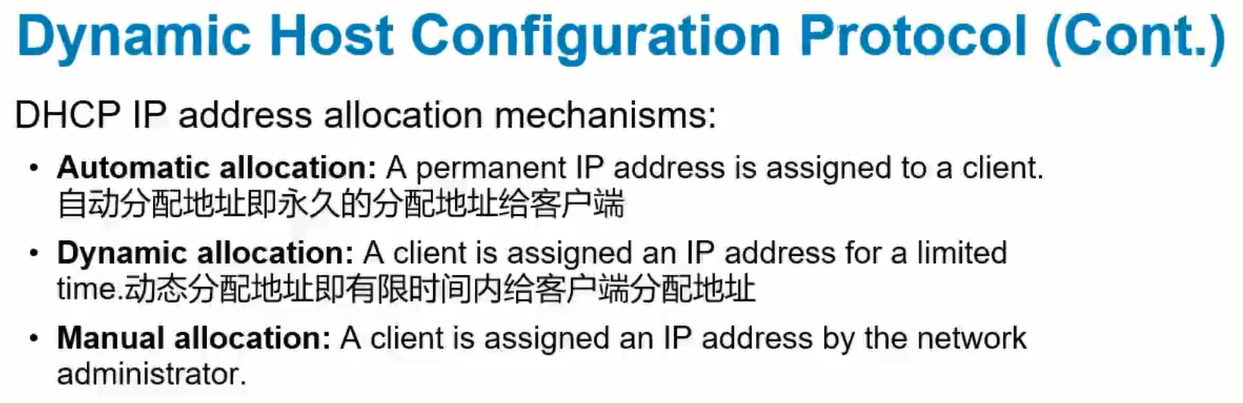 Dynamic Host Configuration Protocol (Cont.)
DHCP IP address allocation mechanisms:
• Automatic allocation: A permanent IP address is assigned to a client.
自动分配地址即永久的分配地址给客户端
• Dynamic allocation: A client is assigned an IP address for a limited
time.动态分配地址即有限时间内给客户端分配地址
• Manual allocation: A client is assigned an IP address by the network
administrator.